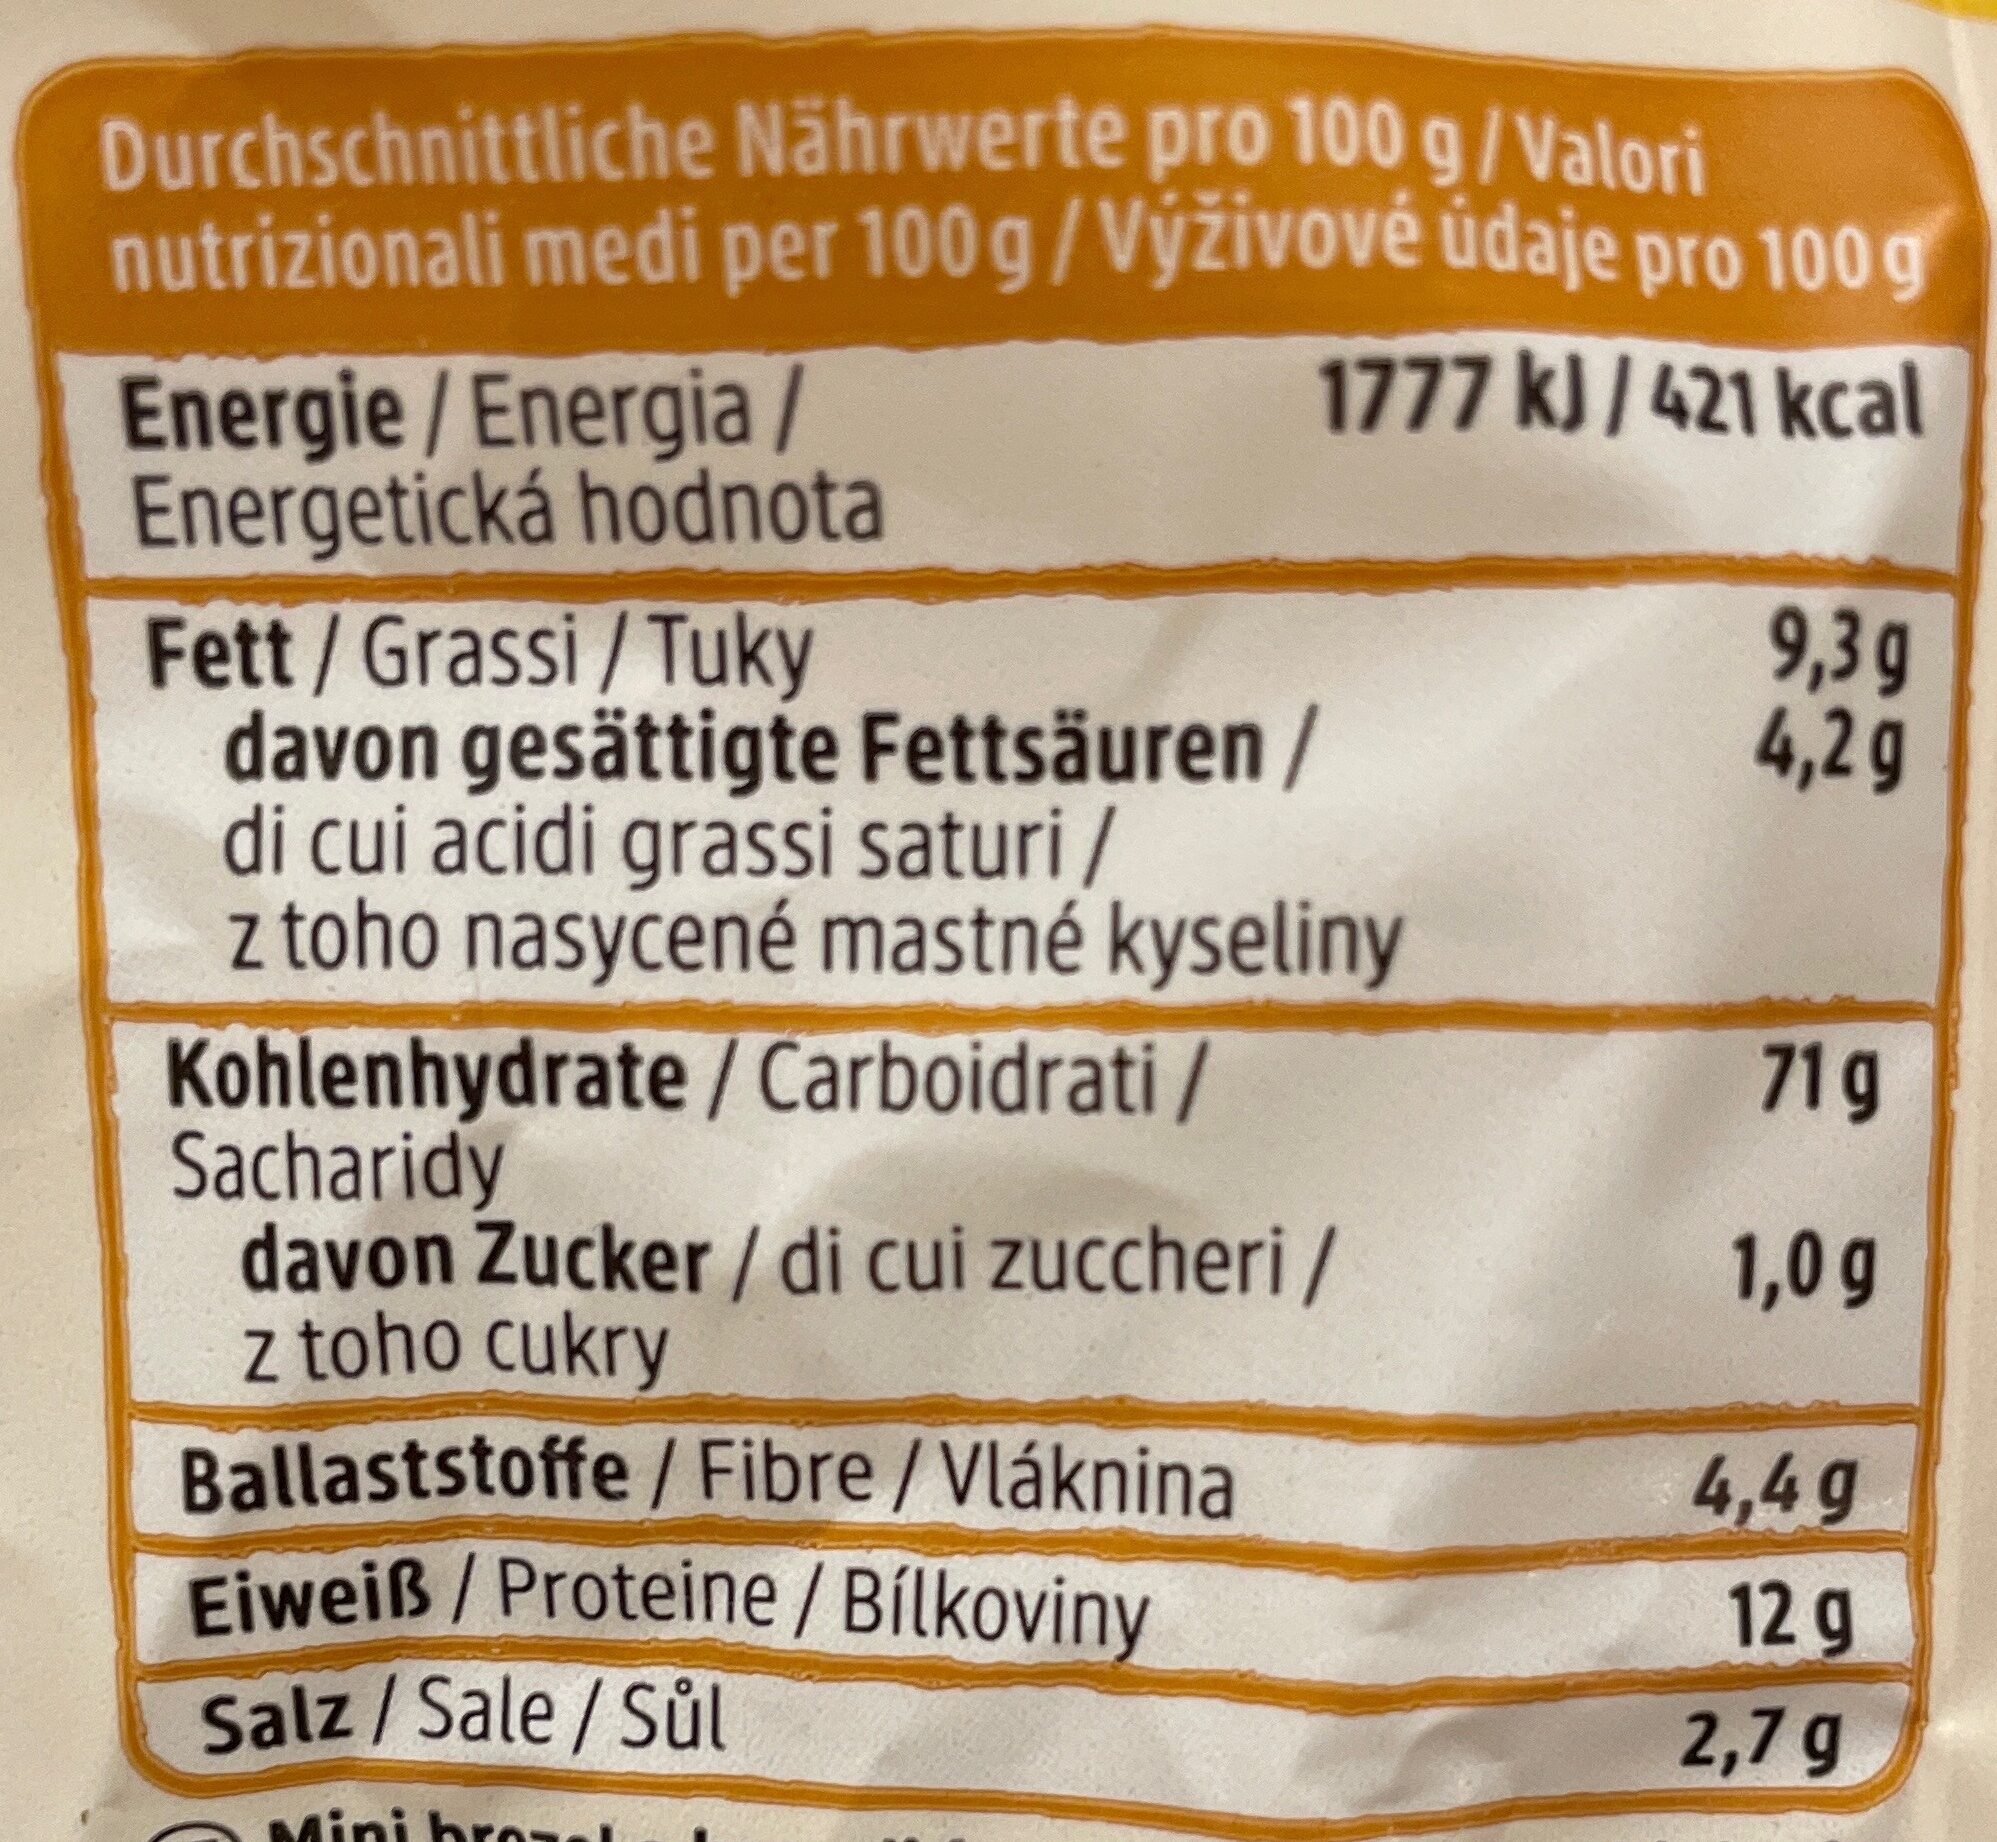 Durchschnittliche Nährwerte pro 100 g / Valori
nutrizionali medi per 100 g / Výživové údaje pro 100 g
Energie / Energia / 1777 kJ / 421 kcal
Energetická hodnota
Fett / Grassi / Tuky 9,3 g
davon gesättigte Fettsäuren / 4,2 g
di cui acidi grassi saturi /
z toho nasycené mastné kyseliny
Kohlenhydrate / Carboidrati / 71 g
Sacharidy
davon Zucker / di cui zuccheri / 1,0 g
z toho cukry
Ballaststoffe / Fibre / Vláknina 4,4 g
Eiweiß / Proteine / Bílkoviny 12 g
Salz / Sale / Sůl 2,7 g
Mini